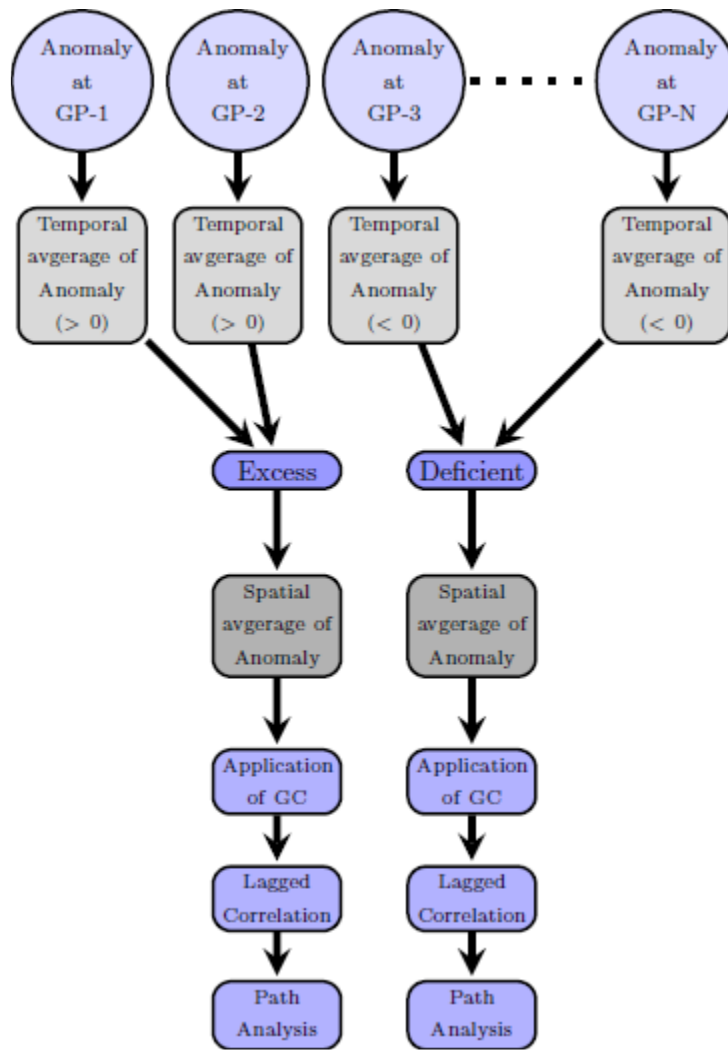 Anomaly
at
GP-1
Anomaly
at
GP-2
Anomaly
at
GP-3
Anomaly
at
GP-N
Temporal
avgerage of
Anomaly
(> 0)
Temporal
avgerage of
Anomaly
(> 0)
Temporal
avgerage of
Anomaly
(< 0)
Temporal
avgerage of
Anomaly
(< 0)
Excess
Deficient
Spatial
avgerage of
Anomaly
Spatial
avgerage of
Anomaly
Application
of GC
Application
of GC
Lagged
Correlation
Lagged
Correlation
Path
Analysis
Path
Analysis